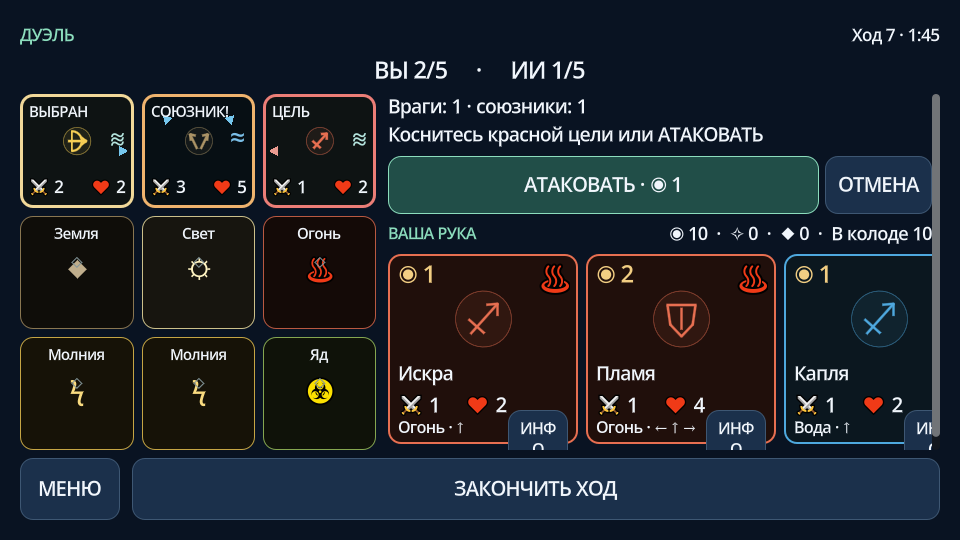 ДУЭЛЬ
Ход 7 · 1:45
ВЫ 2/5 · ИИ 1/5
ВЫБРАН
2 2
СОЮЗНИК!
3 5
ЦЕЛЬ
1 2
Враги: 1 · союзники: 1
Коснитесь красной цели или АТАКОВАТЬ
АТАКОВАТЬ · ◉ 1
ОТМЕНА
Земля
Свет
Огонь
Молния
Молния
Яд
ВАША РУКА
◉ 10 · ✧ 0 · ◆ 0 · В колоде 10
◉ 1
Искра
1 2
Огонь · ↑
ИНФ
О
◉ 2
Пламя
1 4
Огонь · ← ↑ →
ИНФ
О
◉ 1
Капля
1 2
Вода · ↑
МЕНЮ
ЗАКОНЧИТЬ ХОД